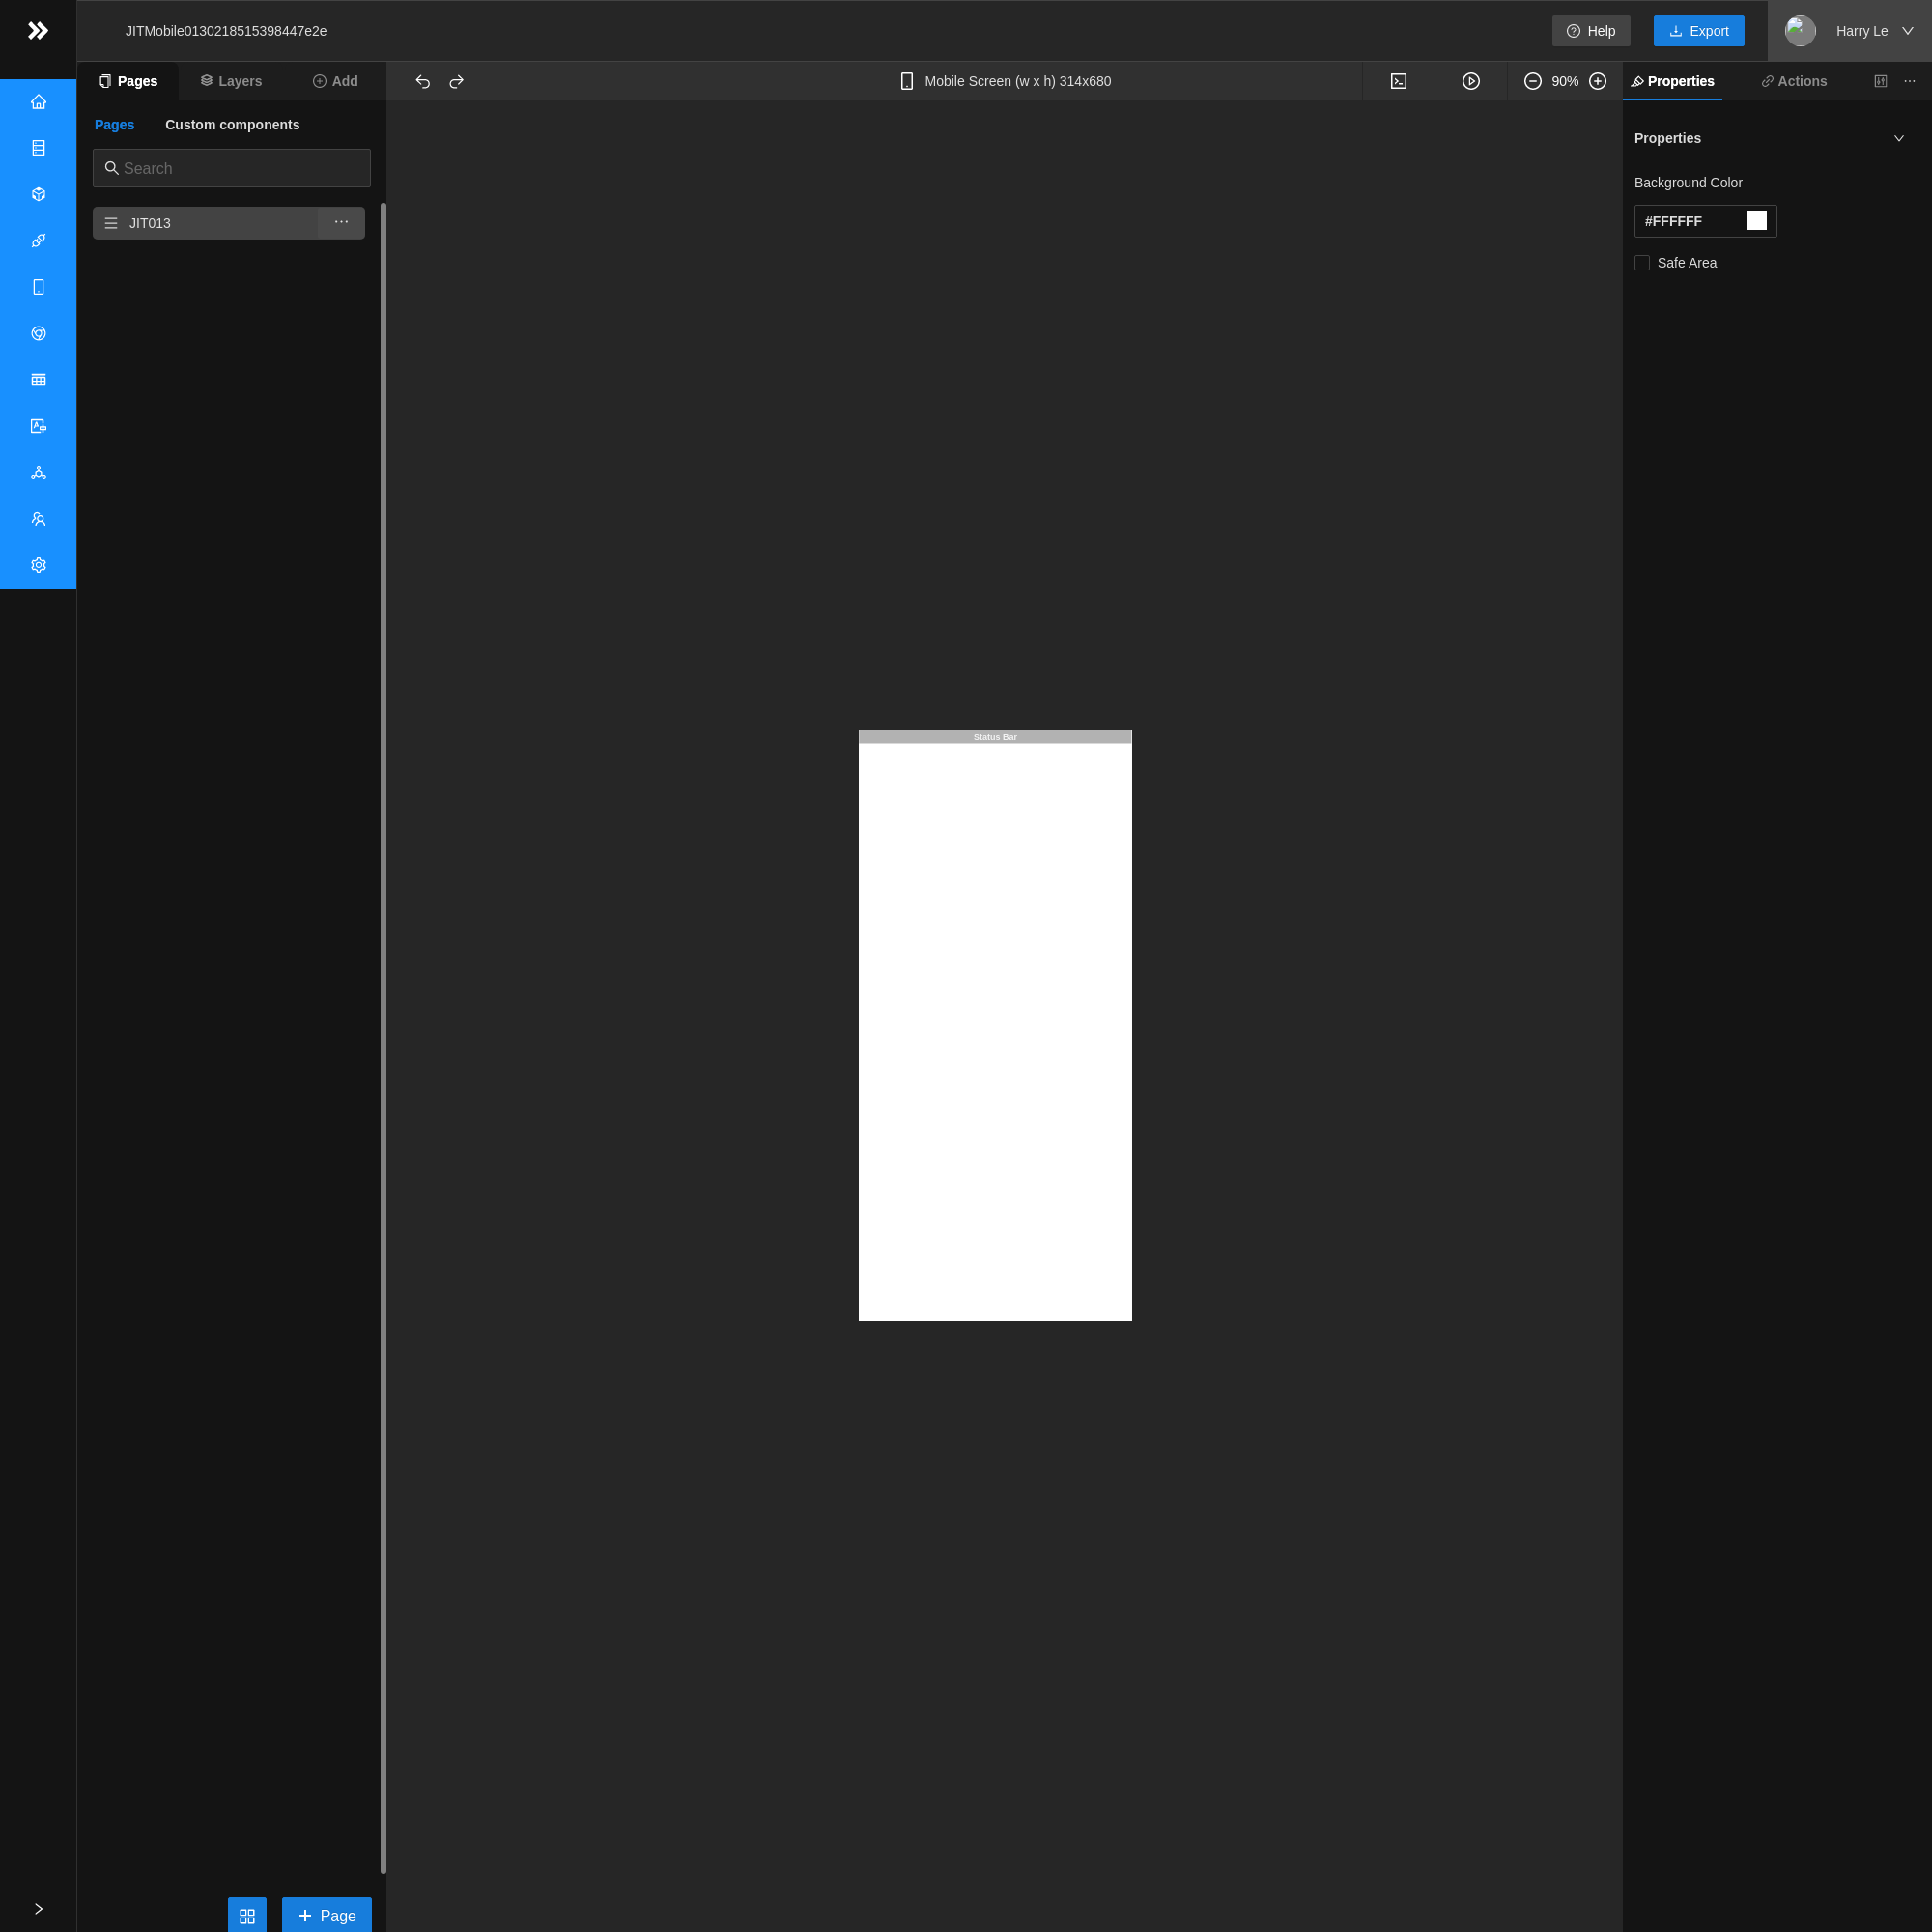 JITMobile0130218515398447e2e
Help
Export
Harry Le
Pages
Layers
Add
Mobile Screen (w x h) 314x680
90%
Properties
Actions
Pages
Custom components
Search
JIT013
Properties
Background Color
#FFFFFF
Safe Area
Status Bar
Page